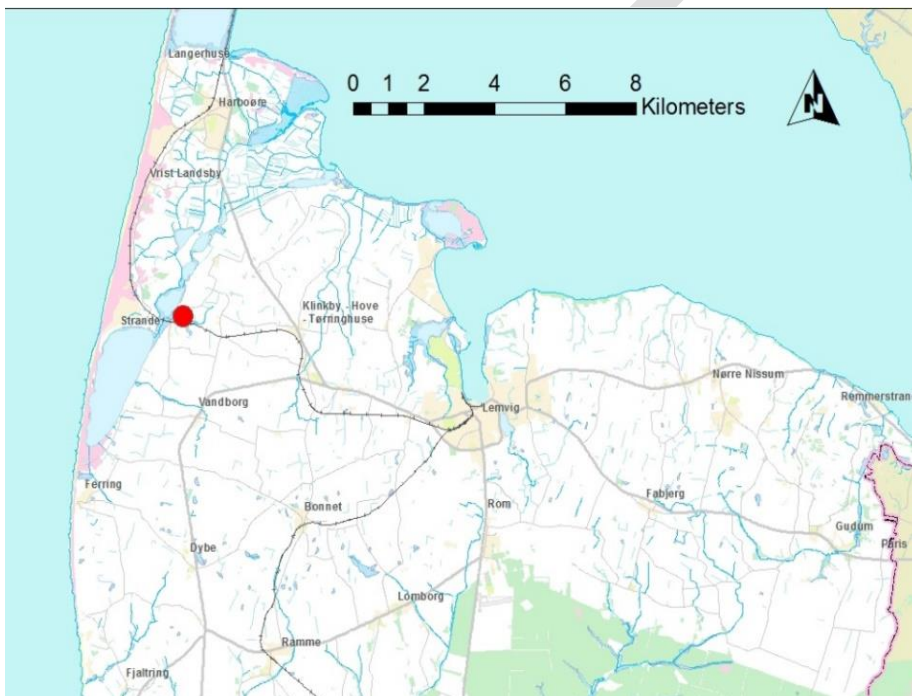 Langerhuse
Harboøre
0 1 2 4 6 8
Kilometers
N
Vrist Landsby
Strande
Klinkby - Hove
- Tørringhuse
Vandborg
Lemvig
Nørre Nissum
Remmerstrand
Ferring
Bonnet
Rom
Fabjerg
Gudum
Paris
Dybe
Lomborg
Ramme
Fjaltring